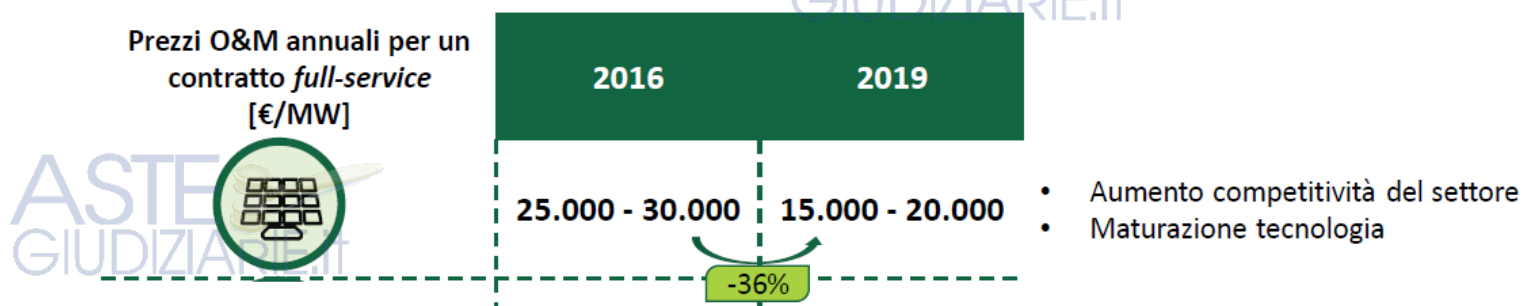 GIUDIZIARIE.it
Prezzi O&M annuali per un
contratto full-service
[€/MW]
2016
2019
ASTE
GIUDIZIARIE.it
25.000 - 30.000
15.000 - 20.000
-36%
• Aumento competitività del settore
• Maturazione tecnologia